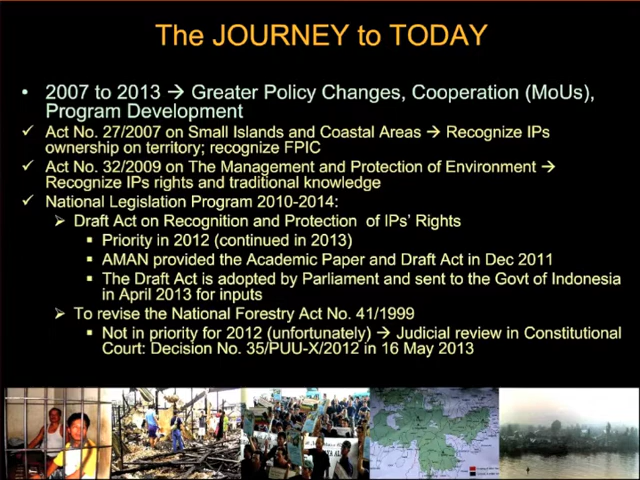 The JOURNEY to TODAY
• 2007 to 2013 → Greater Policy Changes, Cooperation (MoUs),
Program Development
✓ Act No. 27/2007 on Small Islands and Coastal Areas → Recognize IPs
ownership on territory; recognize FPIC
✓ Act No. 32/2009 on The Management and Protection of Environment →
Recognize IPs rights and traditional knowledge
✓ National Legislation Program 2010-2014:
➢ Draft Act on Recognition and Protection of IPs' Rights
▪ Priority in 2012 (continued in 2013)
▪ AMAN provided the Academic Paper and Draft Act in Dec 2011
▪ The Draft Act is adopted by Parliament and sent to the Govt of Indonesia
in April 2013 for inputs
➢ To revise the National Forestry Act No. 41/1999
▪ Not in priority for 2012 (unfortunately) → Judicial review in Constitutional
Court: Decision No. 35/PUU-X/2012 in 16 May 2013